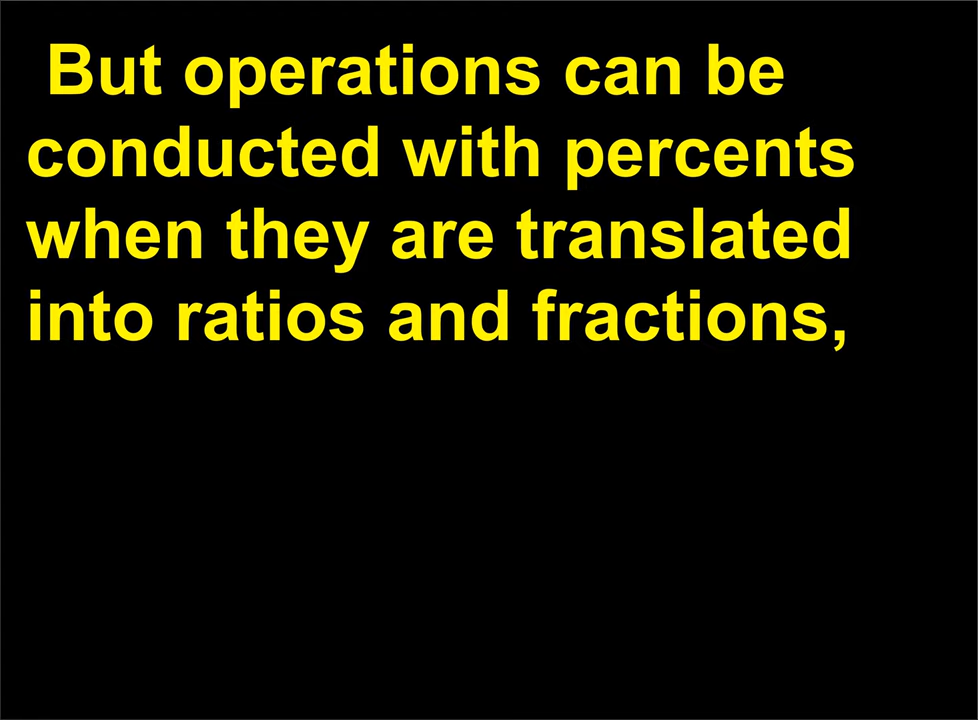 But operations can be
conducted with percents
when they are translated
into ratios and fractions,